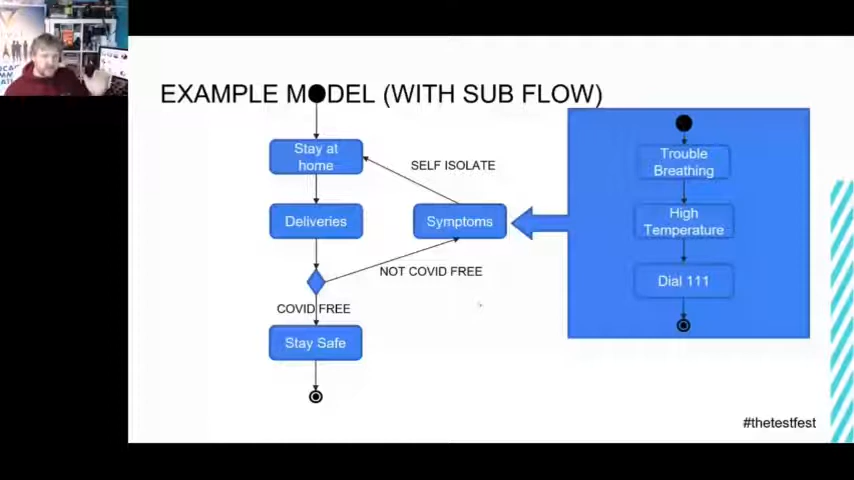 EXAMPLE MODEL (WITH SUB FLOW)
Stay at
home
SELF ISOLATE
Deliveries
Symptoms
NOT COVID FREE
COVID FREE
Stay Safe
Trouble
Breathing
High
Temperature
Dial 111
#thetestfest